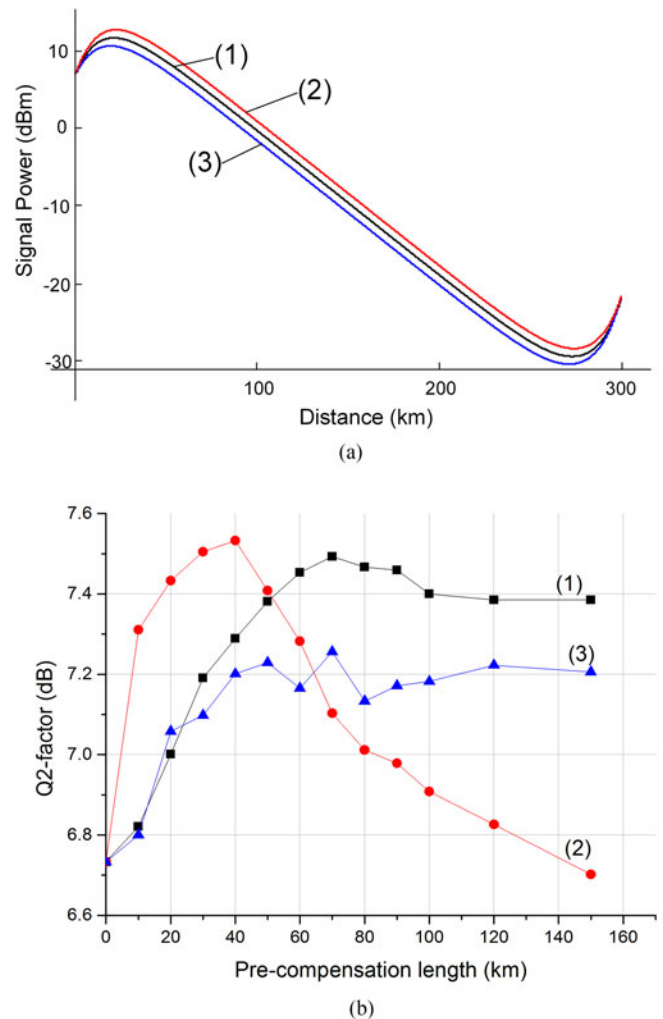 10
0
-10
-20
-30
Signal Power (dBm)
(1)
(2)
(3)
100
200
300
Distance (km)
(a)
7.6
7.4
7.2
7.0
6.8
6.6
Q2-factor (dB)
(1)
(3)
(2)
0 20 40 60 80 100 120 140 160
Pre-compensation length (km)
(b)